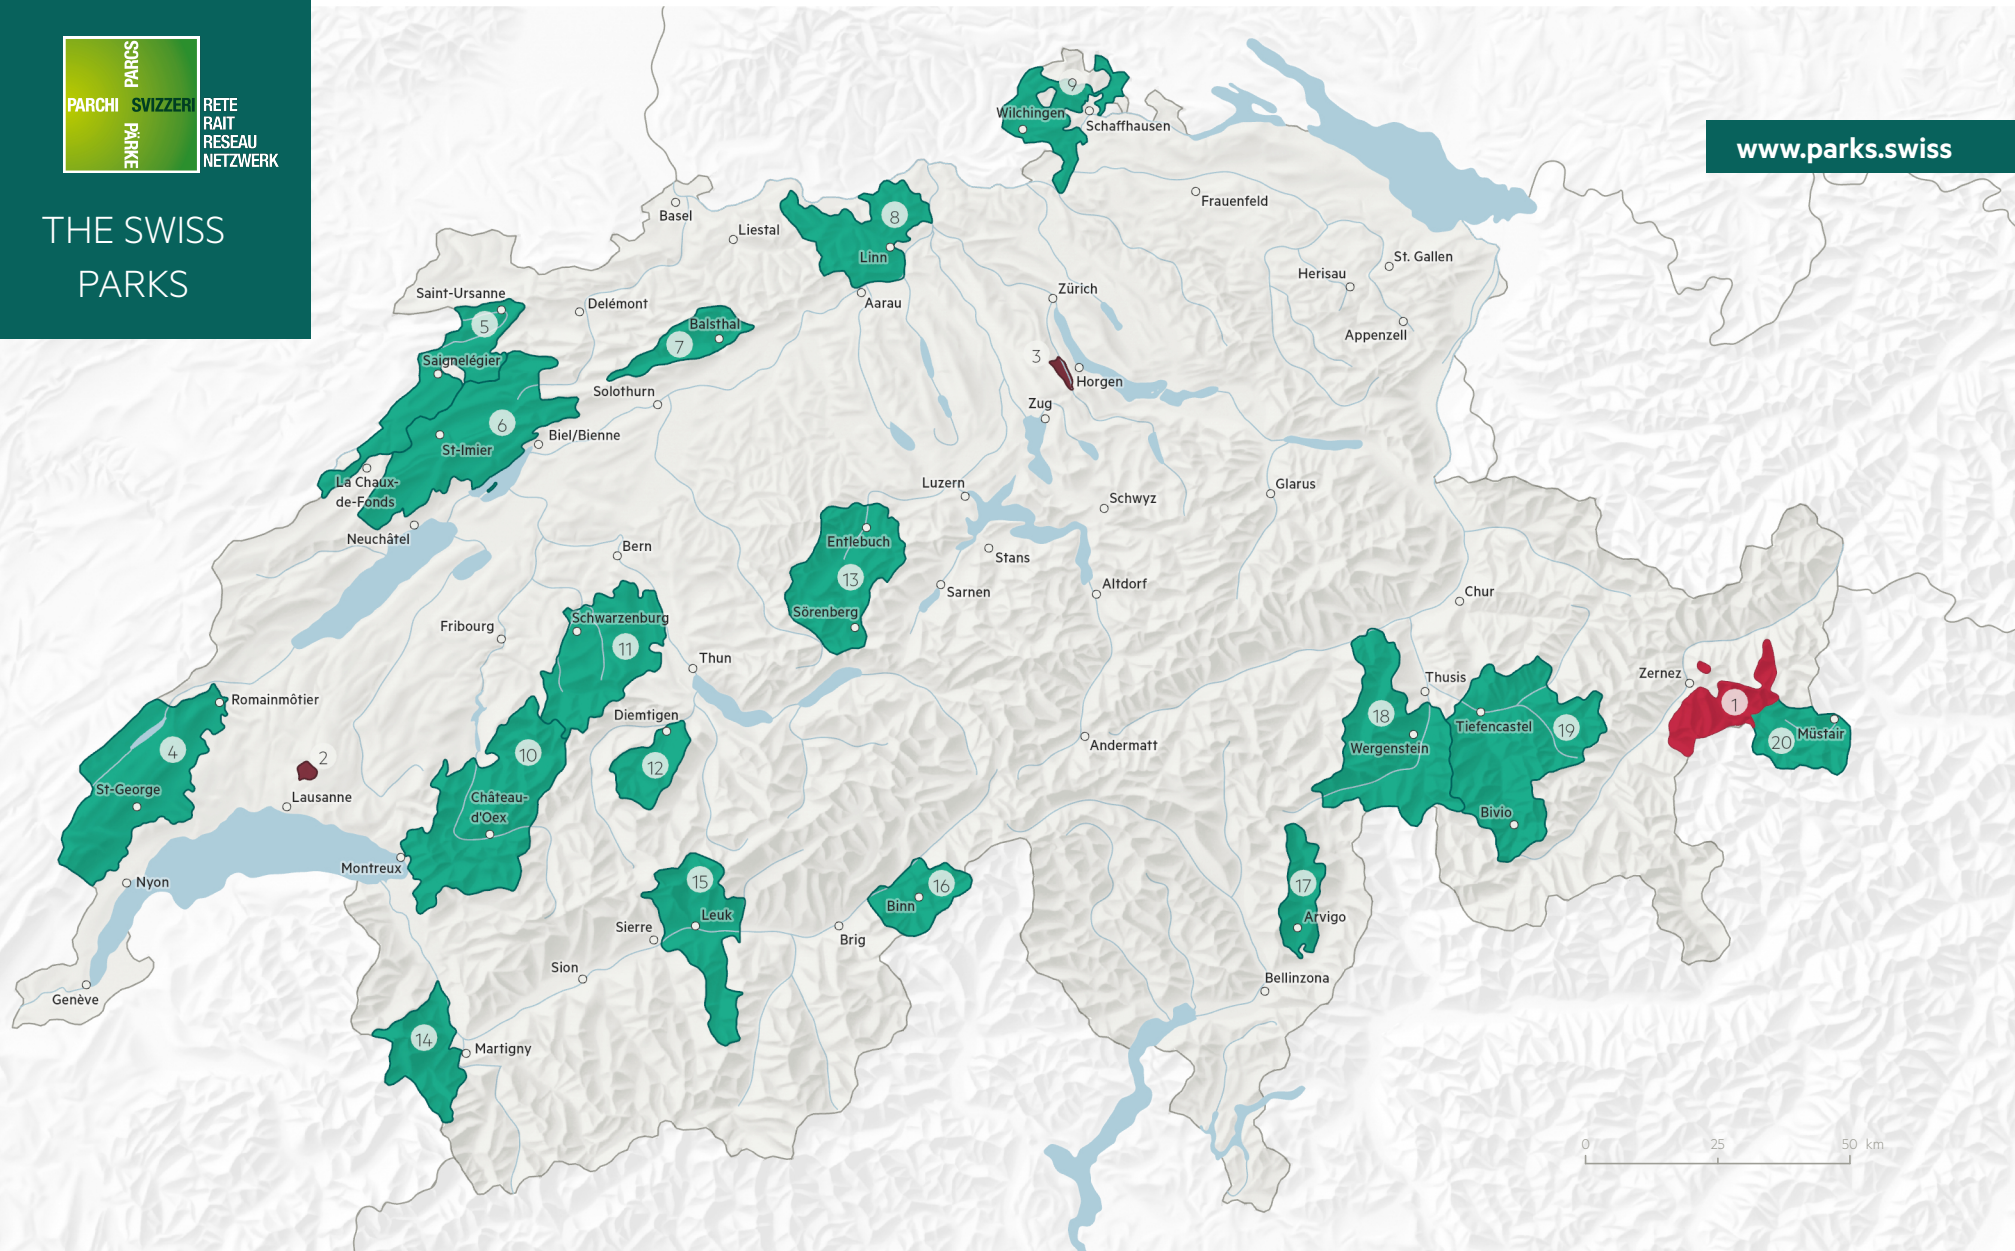 PARCS
PARCHI SVIZZERI
PÄRKE
RETE
RAIT
RESEAU
NETZWERK
THE SWISS
PARKS
www.parks.swiss
9
Wilchingen
Schaffhausen
Frauenfeld
Basel
Liestal
8
Linn
Aarau
St. Gallen
Herisau
Appenzell
Zürich
Saint-Ursanne
5
Delémont
Balsthal
7
Saignelégier
Solothurn
3
Horgen
Zug
6
St-Imier
Biel/Bienne
La Chaux-
de-Fonds
Neuchâtel
Luzern
Schwyz
Glarus
Entlebuch
13
Sörenberg
Bern
Stans
Sarnen
Altdorf
Chur
Schwarzenburg
11
Fribourg
Thun
Romainmôtier
4
St-George
2
Lausanne
Diemtigen
12
10
Château-
d'Oex
Montreux
Nyon
Genève
Andermatt
Thusis
18
Wergenstein
Tiefencastel
19
Bivio
Zernez
1
20
Müstair
15
Leuk
Sierre
Sion
Brig
16
Binn
17
Arvigo
Bellinzona
14
Martigny
0 25 50 km